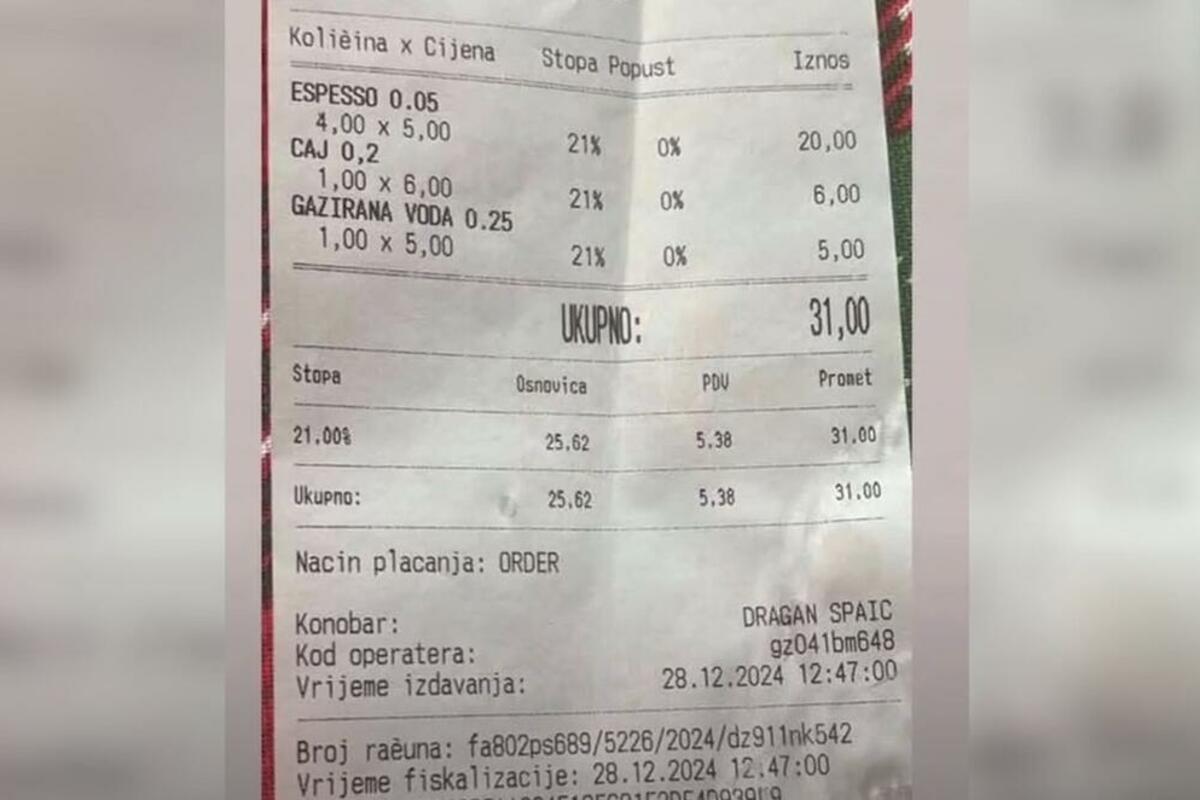 Količina x Cijena Stopa Popust Iznos
ESPESSO 0.05
4,00 x 5,00 21% 0% 20,00
CAJ 0,2
1,00 x 6,00 21% 0% 6,00
GAZIRANA VODA 0.25
1,00 x 5,00 21% 0% 5,00
UKUPNO: 31,00
Stopa Osnovica PDV Promet
21.00% 25.62 5.38 31.00
Ukupno: 25.62 5.38 31.00
Nacin placanja: ORDER
Konobar: DRAGAN SPAIC
Kod operatera: gz041bm648
Vrijeme izdavanja: 28.12.2024 12:47:00
Broj raèuna: fa802ps689/5226/2024/dz911nk542
Vrijeme fiskalizacije: 28.12.2024 12:47:00